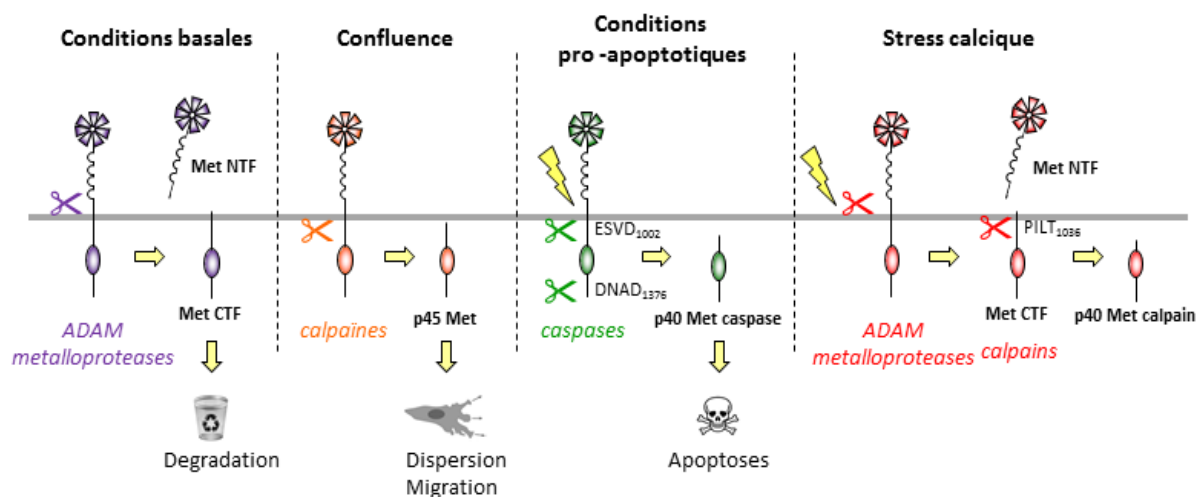 Conditions basales
Met NTF
Met CTF
ADAM
metalloproteases
Degradation
Confluence
calpaïnes
p45 Met
Dispersion
Migration
Conditions
pro -apoptotiques
ESVD1002
DNAD1376
caspases
p40 Met caspase
Apoptoses
Stress calcique
Met NTF
PILT1036
ADAM
metalloproteases
Met CTF
calpains
p40 Met calpain